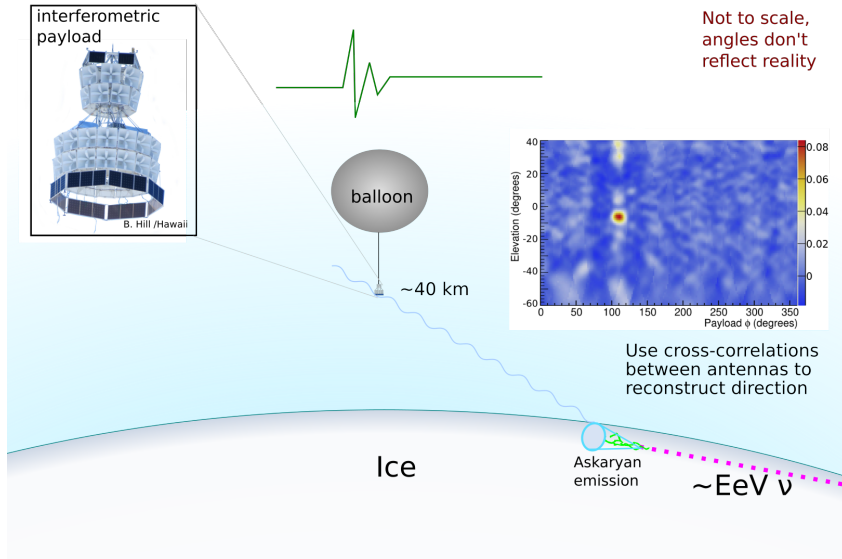 interferometric
payload
B. Hill /Hawaii
Not to scale,
angles don't
reflect reality
balloon
~40 km
Elevation (degrees)
40
20
0
-20
-40
-60
0 50 100 150 200 250 300 350
Payload ϕ (degrees)
0.08
0.06
0.04
0.02
0
Use cross-correlations
between antennas to
reconstruct direction
Ice
Askaryan
emission
~EeV ν